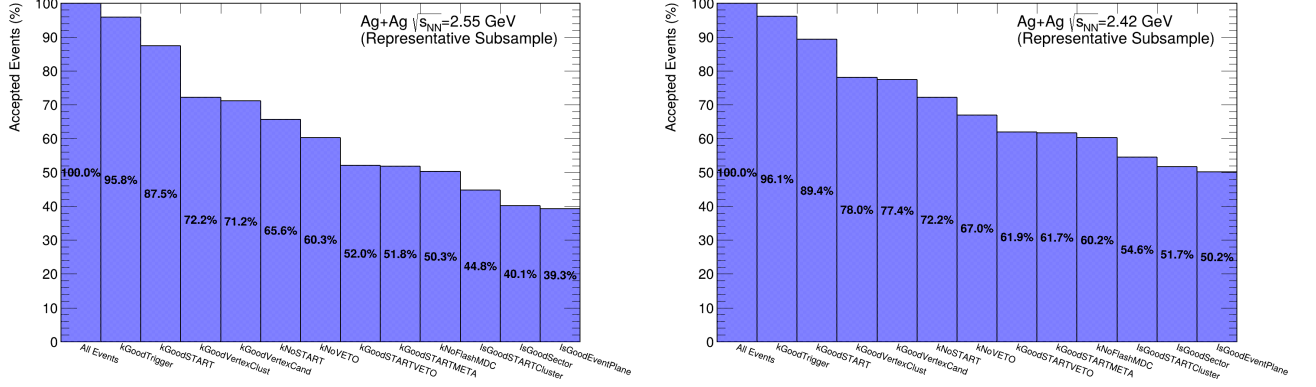 Accepted Events (%)
100
90
80
70
60
50
40
30
20
10
0
Ag+Ag √sNN=2.55 GeV
(Representative Subsample)
100.0%
95.8%
87.5%
72.2%
71.2%
65.6%
60.3%
52.0%
51.8%
50.3%
44.8%
40.1%
39.3%
All Events
kGoodTrigger
kGoodSTART
kGoodVertexClust
kGoodVertexCand
kNoSTART
kNoVETO
kGoodSTARTVETO
kGoodSTARTMETA
kNoFlashMDC
IsGoodSTARTCluster
IsGoodSector
IsGoodEventPlane
Accepted Events (%)
100
90
80
70
60
50
40
30
20
10
0
Ag+Ag √sNN=2.42 GeV
(Representative Subsample)
100.0%
96.1%
89.4%
78.0%
77.4%
72.2%
67.0%
61.9%
61.7%
60.2%
54.6%
51.7%
50.2%
All Events
kGoodTrigger
kGoodSTART
kGoodVertexClust
kGoodVertexCand
kNoSTART
kNoVETO
kGoodSTARTVETO
kGoodSTARTMETA
kNoFlashMDC
IsGoodSTARTCluster
IsGoodSector
IsGoodEventPlane